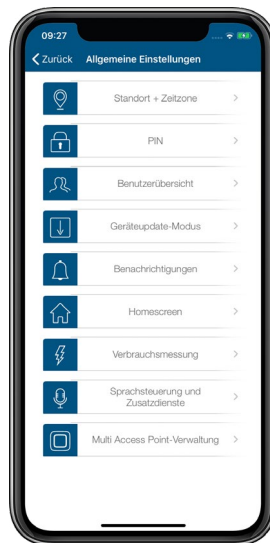 09:27
Zurück Allgemeine Einstellungen
Standort + Zeitzone
PIN
Benutzerübersicht
Geräteupdate-Modus
Benachrichtigungen
Homescreen
Verbrauchsmessung
Sprachsteuerung und
Zusatzdienste
Multi Access Point-Verwaltung